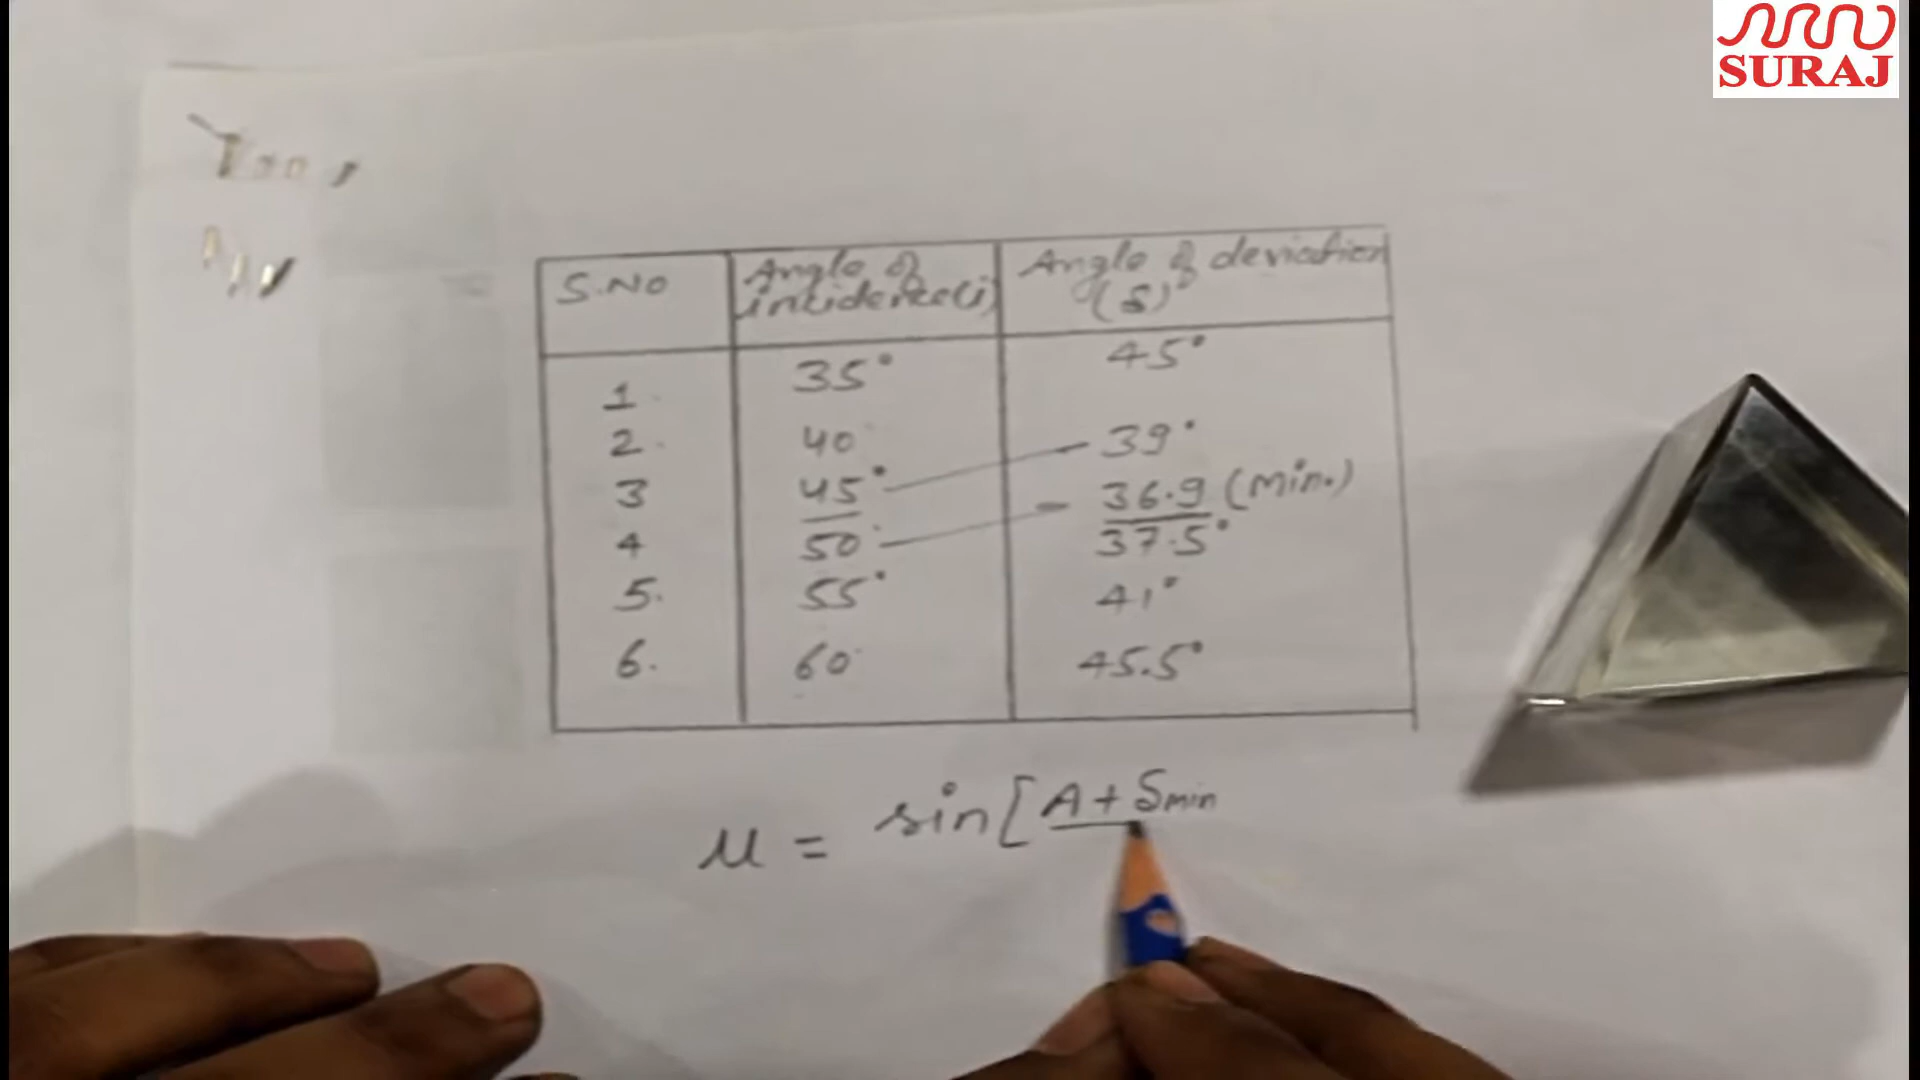 SURAJ
S.No Angle of incidence(i) Angle of deviation (δ)
1. 35° 45°
2. 40° 39°
3 45° 36.9 (Min.)
4 50° 37.5°
5. 55° 41°
6. 60° 45.5°
μ = sin[A+δmin